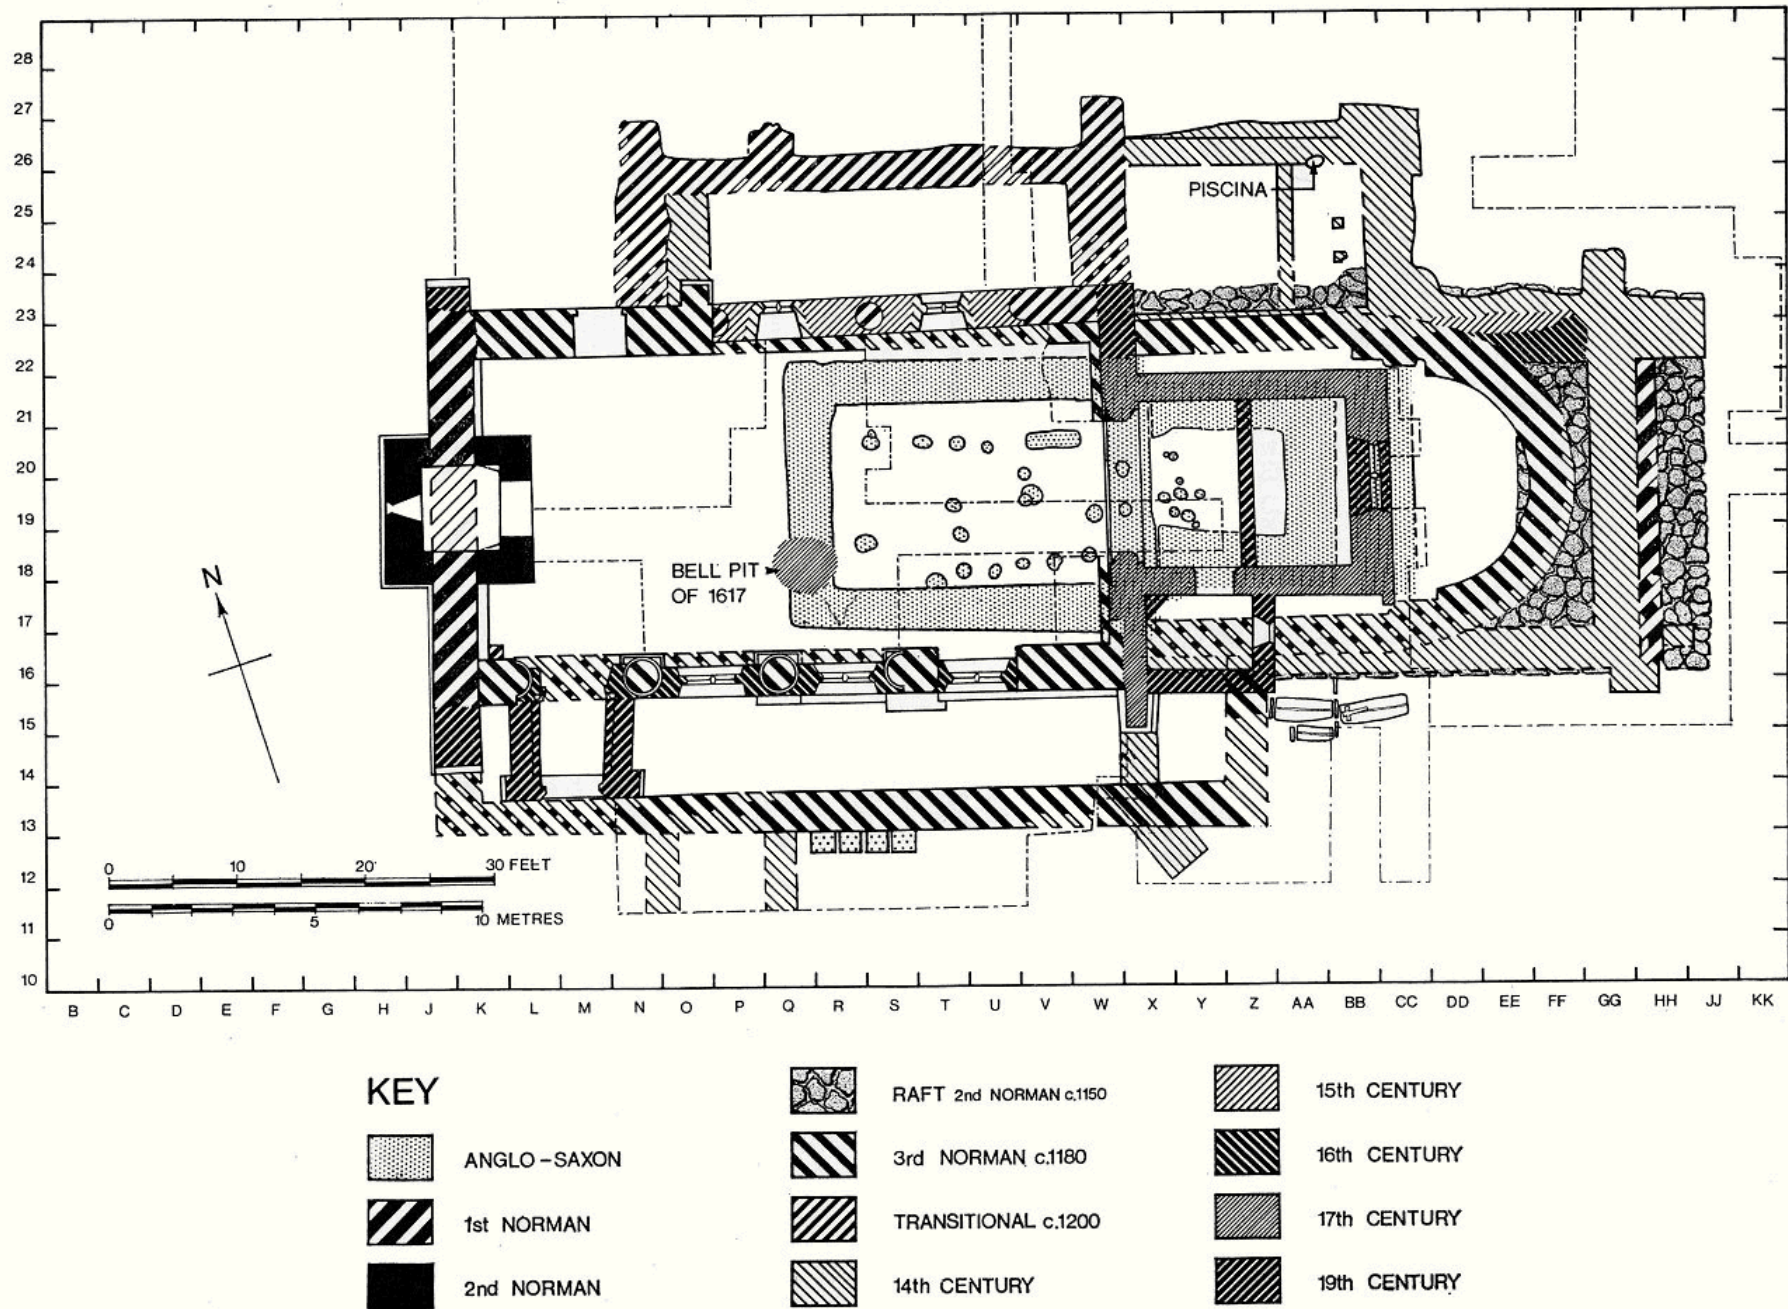 28
27
26
25
24
23
22
21
20
19
18
17
16
15
14
13
12
11
10
PISCINA
N
BELL PIT
OF 1617
0 10 20 30 FEET
0 5 10 METRES
B C D E F G H J K L M N O P Q R S T U V W X Y Z AA BB CC DD EE FF GG HH JJ KK
KEY
ANGLO-SAXON
1st NORMAN
2nd NORMAN
RAFT 2nd NORMAN c.1150
3rd NORMAN c.1180
TRANSITIONAL c.1200
14th CENTURY
15th CENTURY
16th CENTURY
17th CENTURY
19th CENTURY